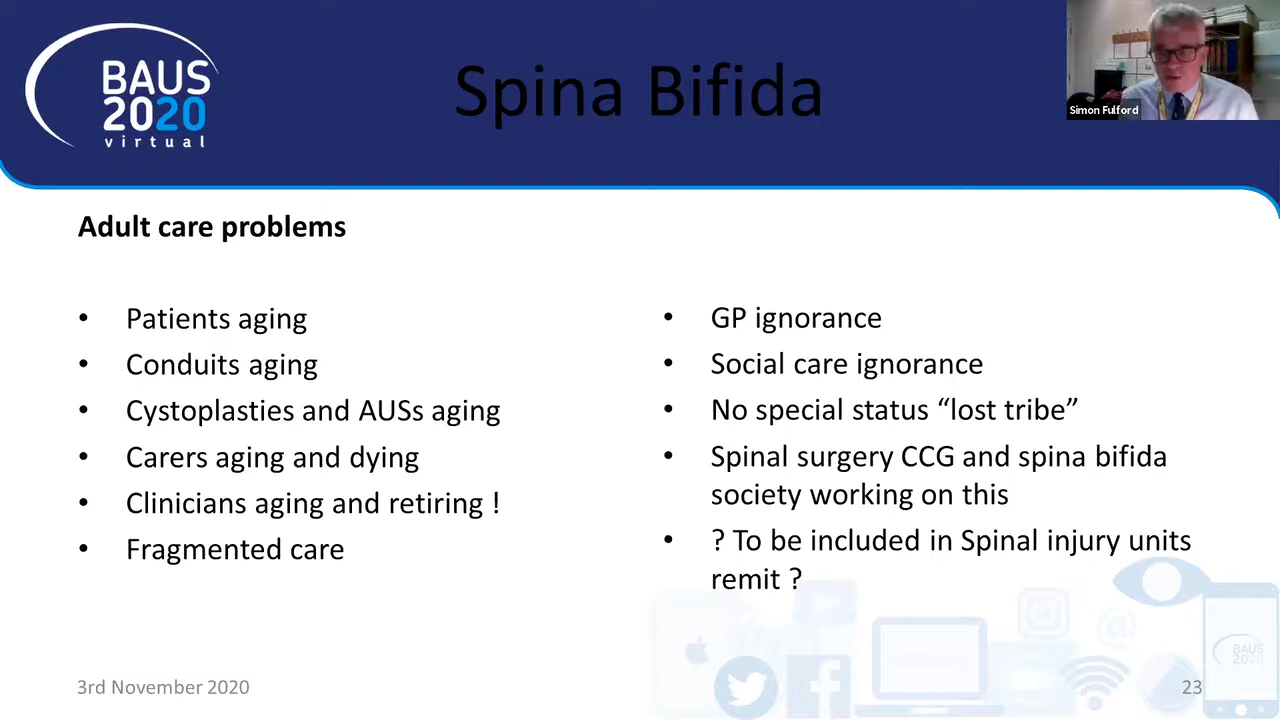 BAUS
2020
virtual
Spina Bifida
Simon Fulford
Adult care problems
• Patients aging
• Conduits aging
• Cystoplasties and AUSs aging
• Carers aging and dying
• Clinicians aging and retiring !
• Fragmented care
• GP ignorance
• Social care ignorance
• No special status “lost tribe”
• Spinal surgery CCG and spina bifida
society working on this
• ? To be included in Spinal injury units
remit ?
BAUS
2020
3rd November 2020
23